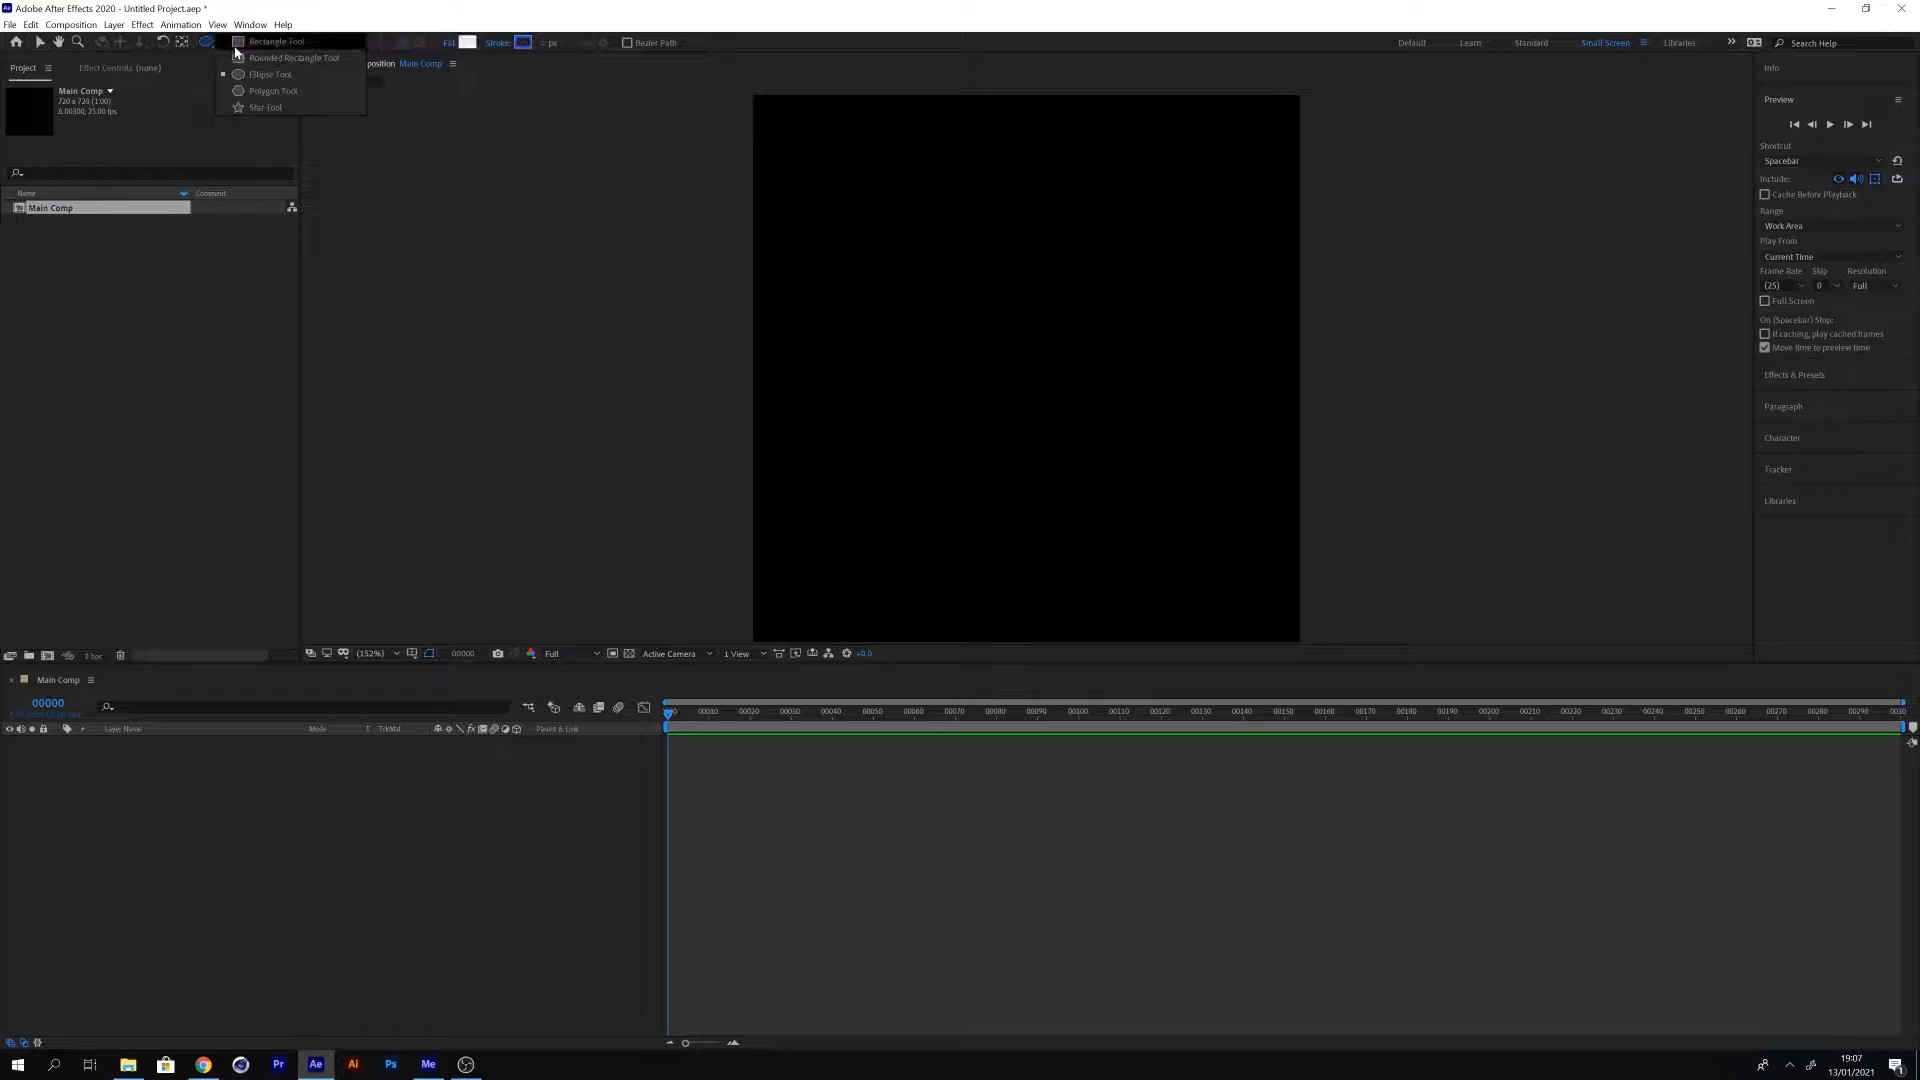 Adobe After Effects 2020 - Untitled Project.aep *
File Edit Composition Layer Animation Effect View Window Help
Rectangle Tool
Rounded Rectangle Tool
Ellipse Tool
Polygon Tool
Star Tool
Fill: Stroke: px Bezier Path
Default Learn Standard Small Screen Libraries Search Help
Project Effect Controls (none)
position Main Comp
Main Comp
720 x 720 (1.00)
Δ 00300, 25.00 fps
Name Comment
Main Comp
8 bpc
(152%) 00000 Full Active Camera 1 View +0.0
Info
Preview
Shortcut
Spacebar
Include:
Cache Before Playback
Range
Work Area
Play From
Current Time
Frame Rate Skip Resolution
(25) 0 Full
Full Screen
On (Spacebar) Stop:
If caching, play cached frames
Move time to preview time
Effects & Presets
Paragraph
Character
Tracker
Libraries
Main Comp
00000
# Layer Name Mode T TrkMat fx Parent & Link
00010 00020 00030 00040 00050 00060 00070 00080 00090 00100 00110 00120 00130 00140 00150 00160 00170 00180 00190 00200 00210 00220 00230 00240 00250 00260 00270 00280 00290 0030
Pr Ae Ai Ps Me
19:07
13/01/2021